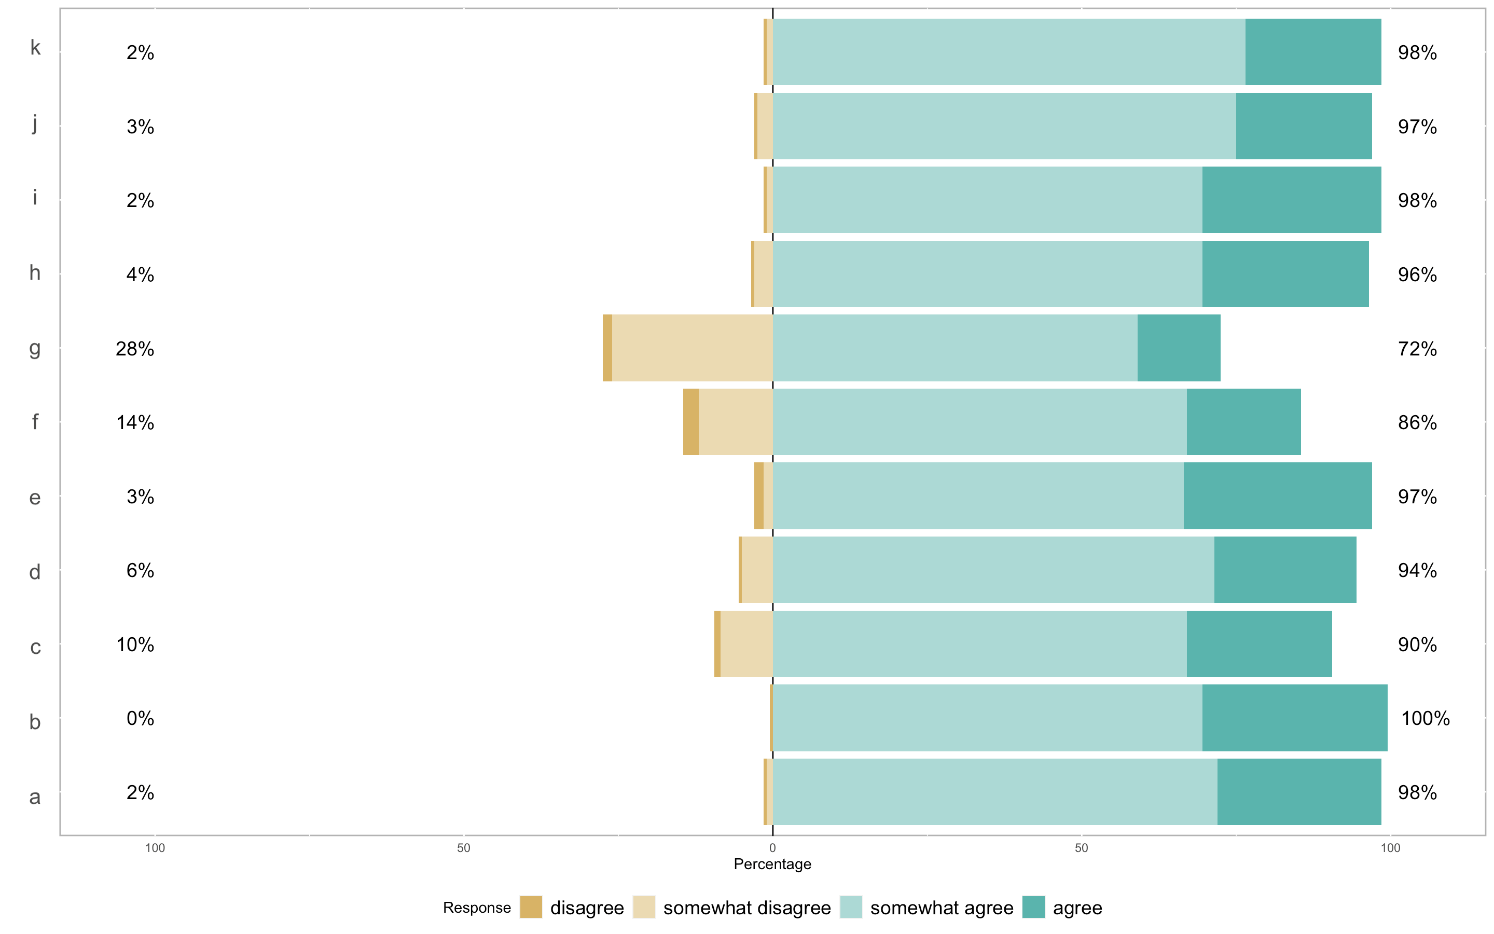 k 2% 98%
j 3% 97%
i 2% 98%
h 4% 96%
g 28% 72%
f 14% 86%
e 3% 97%
d 6% 94%
c 10% 90%
b 0% 100%
a 2% 98%
100 50 0 50 100
Percentage
Response disagree somewhat disagree somewhat agree agree